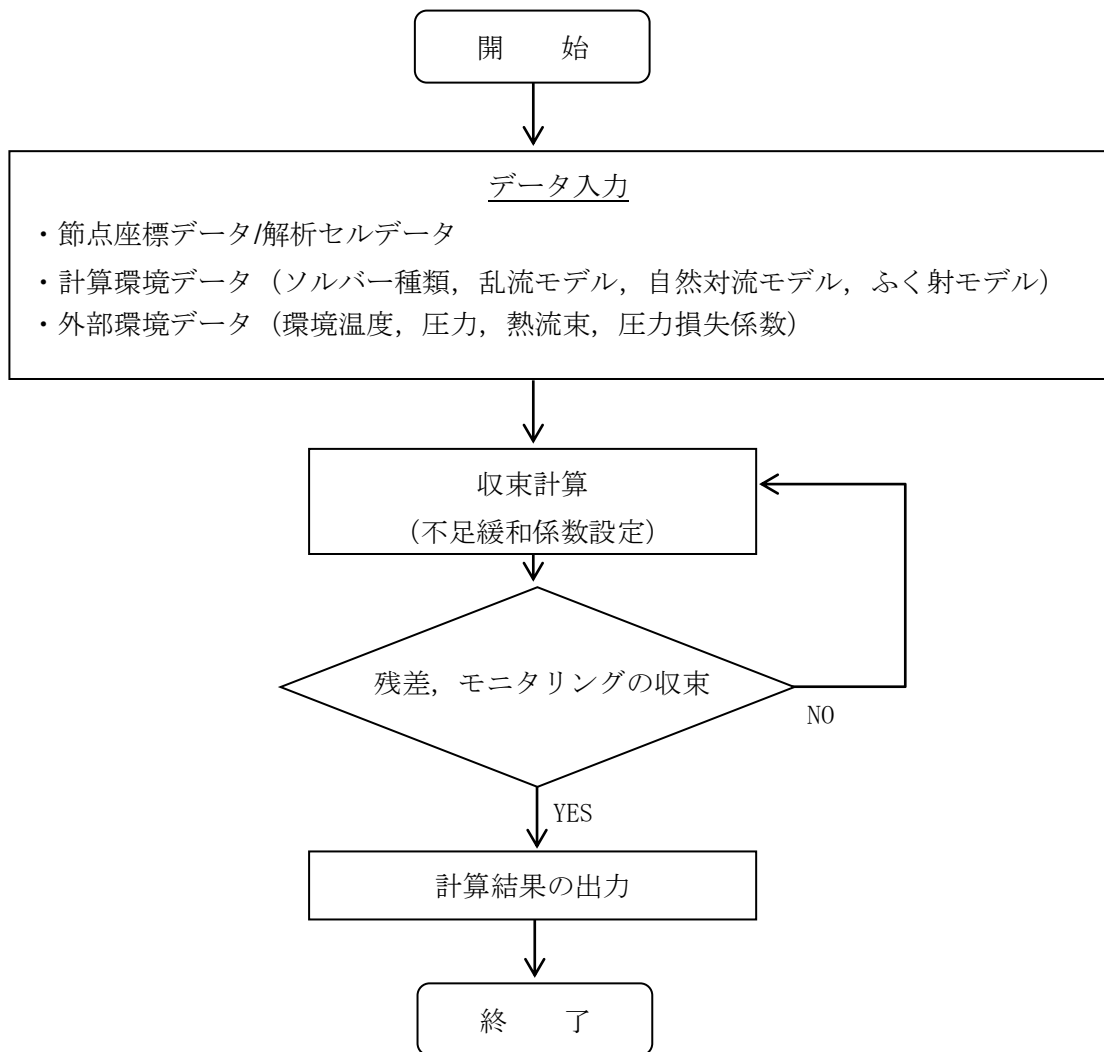 開　　始
データ入力
・節点座標データ/解析セルデータ
・計算環境データ（ソルバー種類，乱流モデル，自然対流モデル，ふく射モデル）
・外部環境データ（環境温度，圧力，熱流束，圧力損失係数）
収束計算
（不足緩和係数設定）
残差，モニタリングの収束
NO
YES
計算結果の出力
終　　了